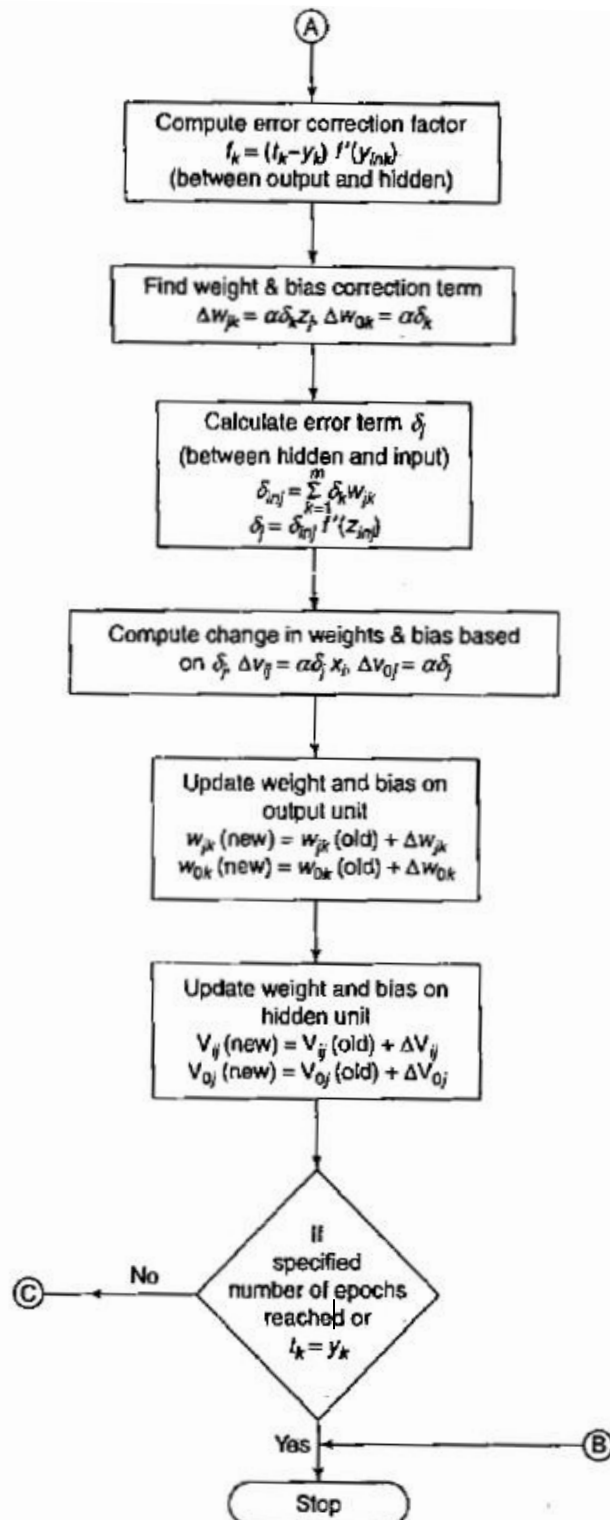 A
Compute error correction factor
fₖ = (tₖ–yₖ) f'(yᵢₙₖ)
(between output and hidden)
Find weight & bias correction term
Δwⱼₖ = αδₖzⱼ, Δw₀ₖ = αδₖ
Calculate error term δⱼ
(between hidden and input)
m
δᵢₙⱼ = Σ δₖwⱼₖ
k=1
δⱼ = δᵢₙⱼ f'(zᵢₙⱼ)
Compute change in weights & bias based
on δⱼ, Δvᵢⱼ = αδⱼ xᵢ, Δv₀ⱼ = αδⱼ
Update weight and bias on
output unit
wⱼₖ (new) = wⱼₖ (old) + Δwⱼₖ
w₀ₖ (new) = w₀ₖ (old) + Δw₀ₖ
Update weight and bias on
hidden unit
Vᵢⱼ (new) = Vᵢⱼ (old) + ΔVᵢⱼ
V₀ⱼ (new) = V₀ⱼ (old) + ΔV₀ⱼ
If
specified
number of epochs
reached or
tₖ = yₖ
No
C
Yes
B
Stop